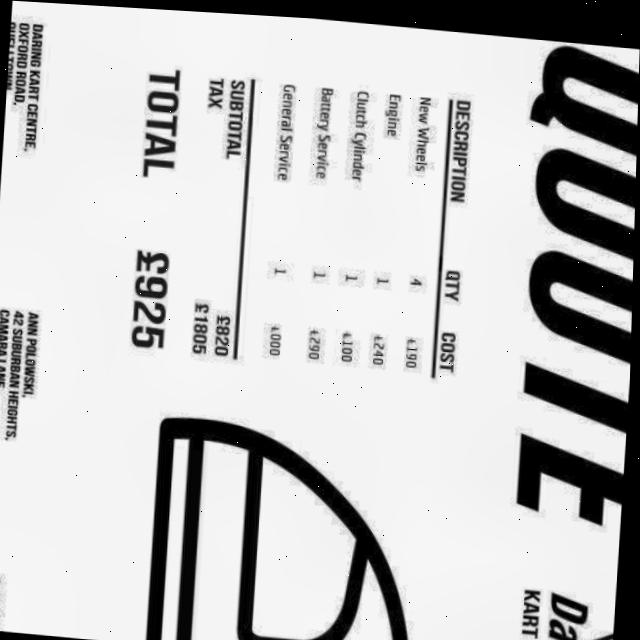 QUOTE
Da
KART
DESCRIPTION QTY COST
New Wheels 4 £190
Engine 1 £240
Clutch Cylinder 1 £100
Battery Service 1 £290
General Service 1 £000
SUBTOTAL £820
TAX £1805
TOTAL £925
ANN POLOWSKI,
42 SUBURBAN HEIGHTS,
CAMARA LANE
DARING KART CENTRE,
OXFORD ROAD,